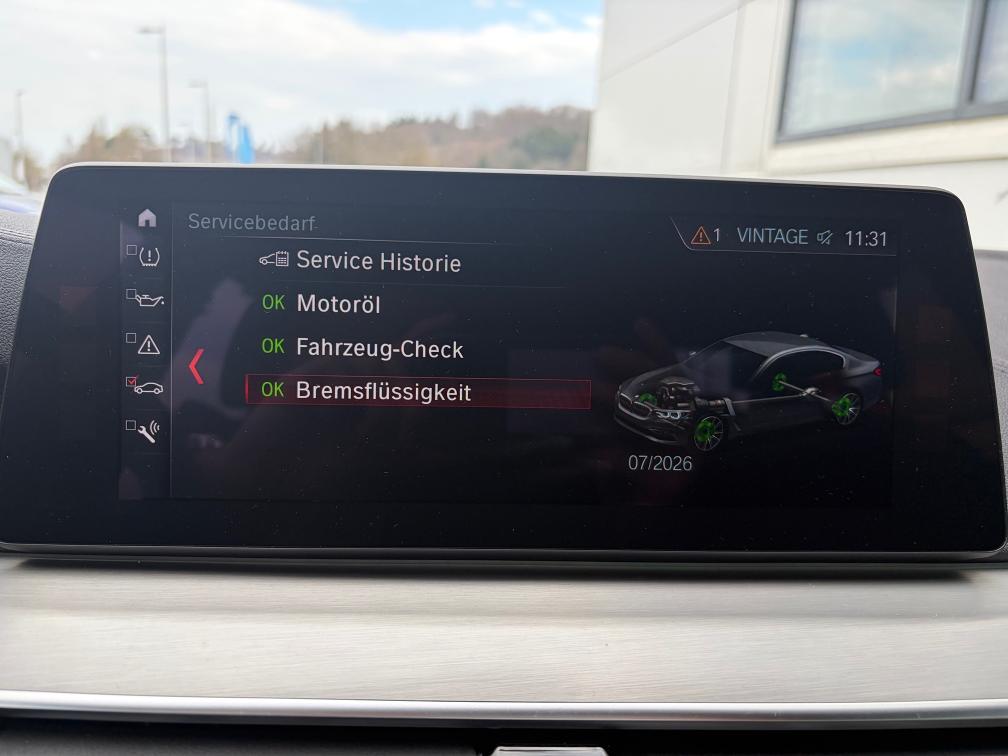 Servicebedarf
1 VINTAGE 11:31
Service Historie
OK Motoröl
OK Fahrzeug-Check
OK Bremsflüssigkeit
07/2026